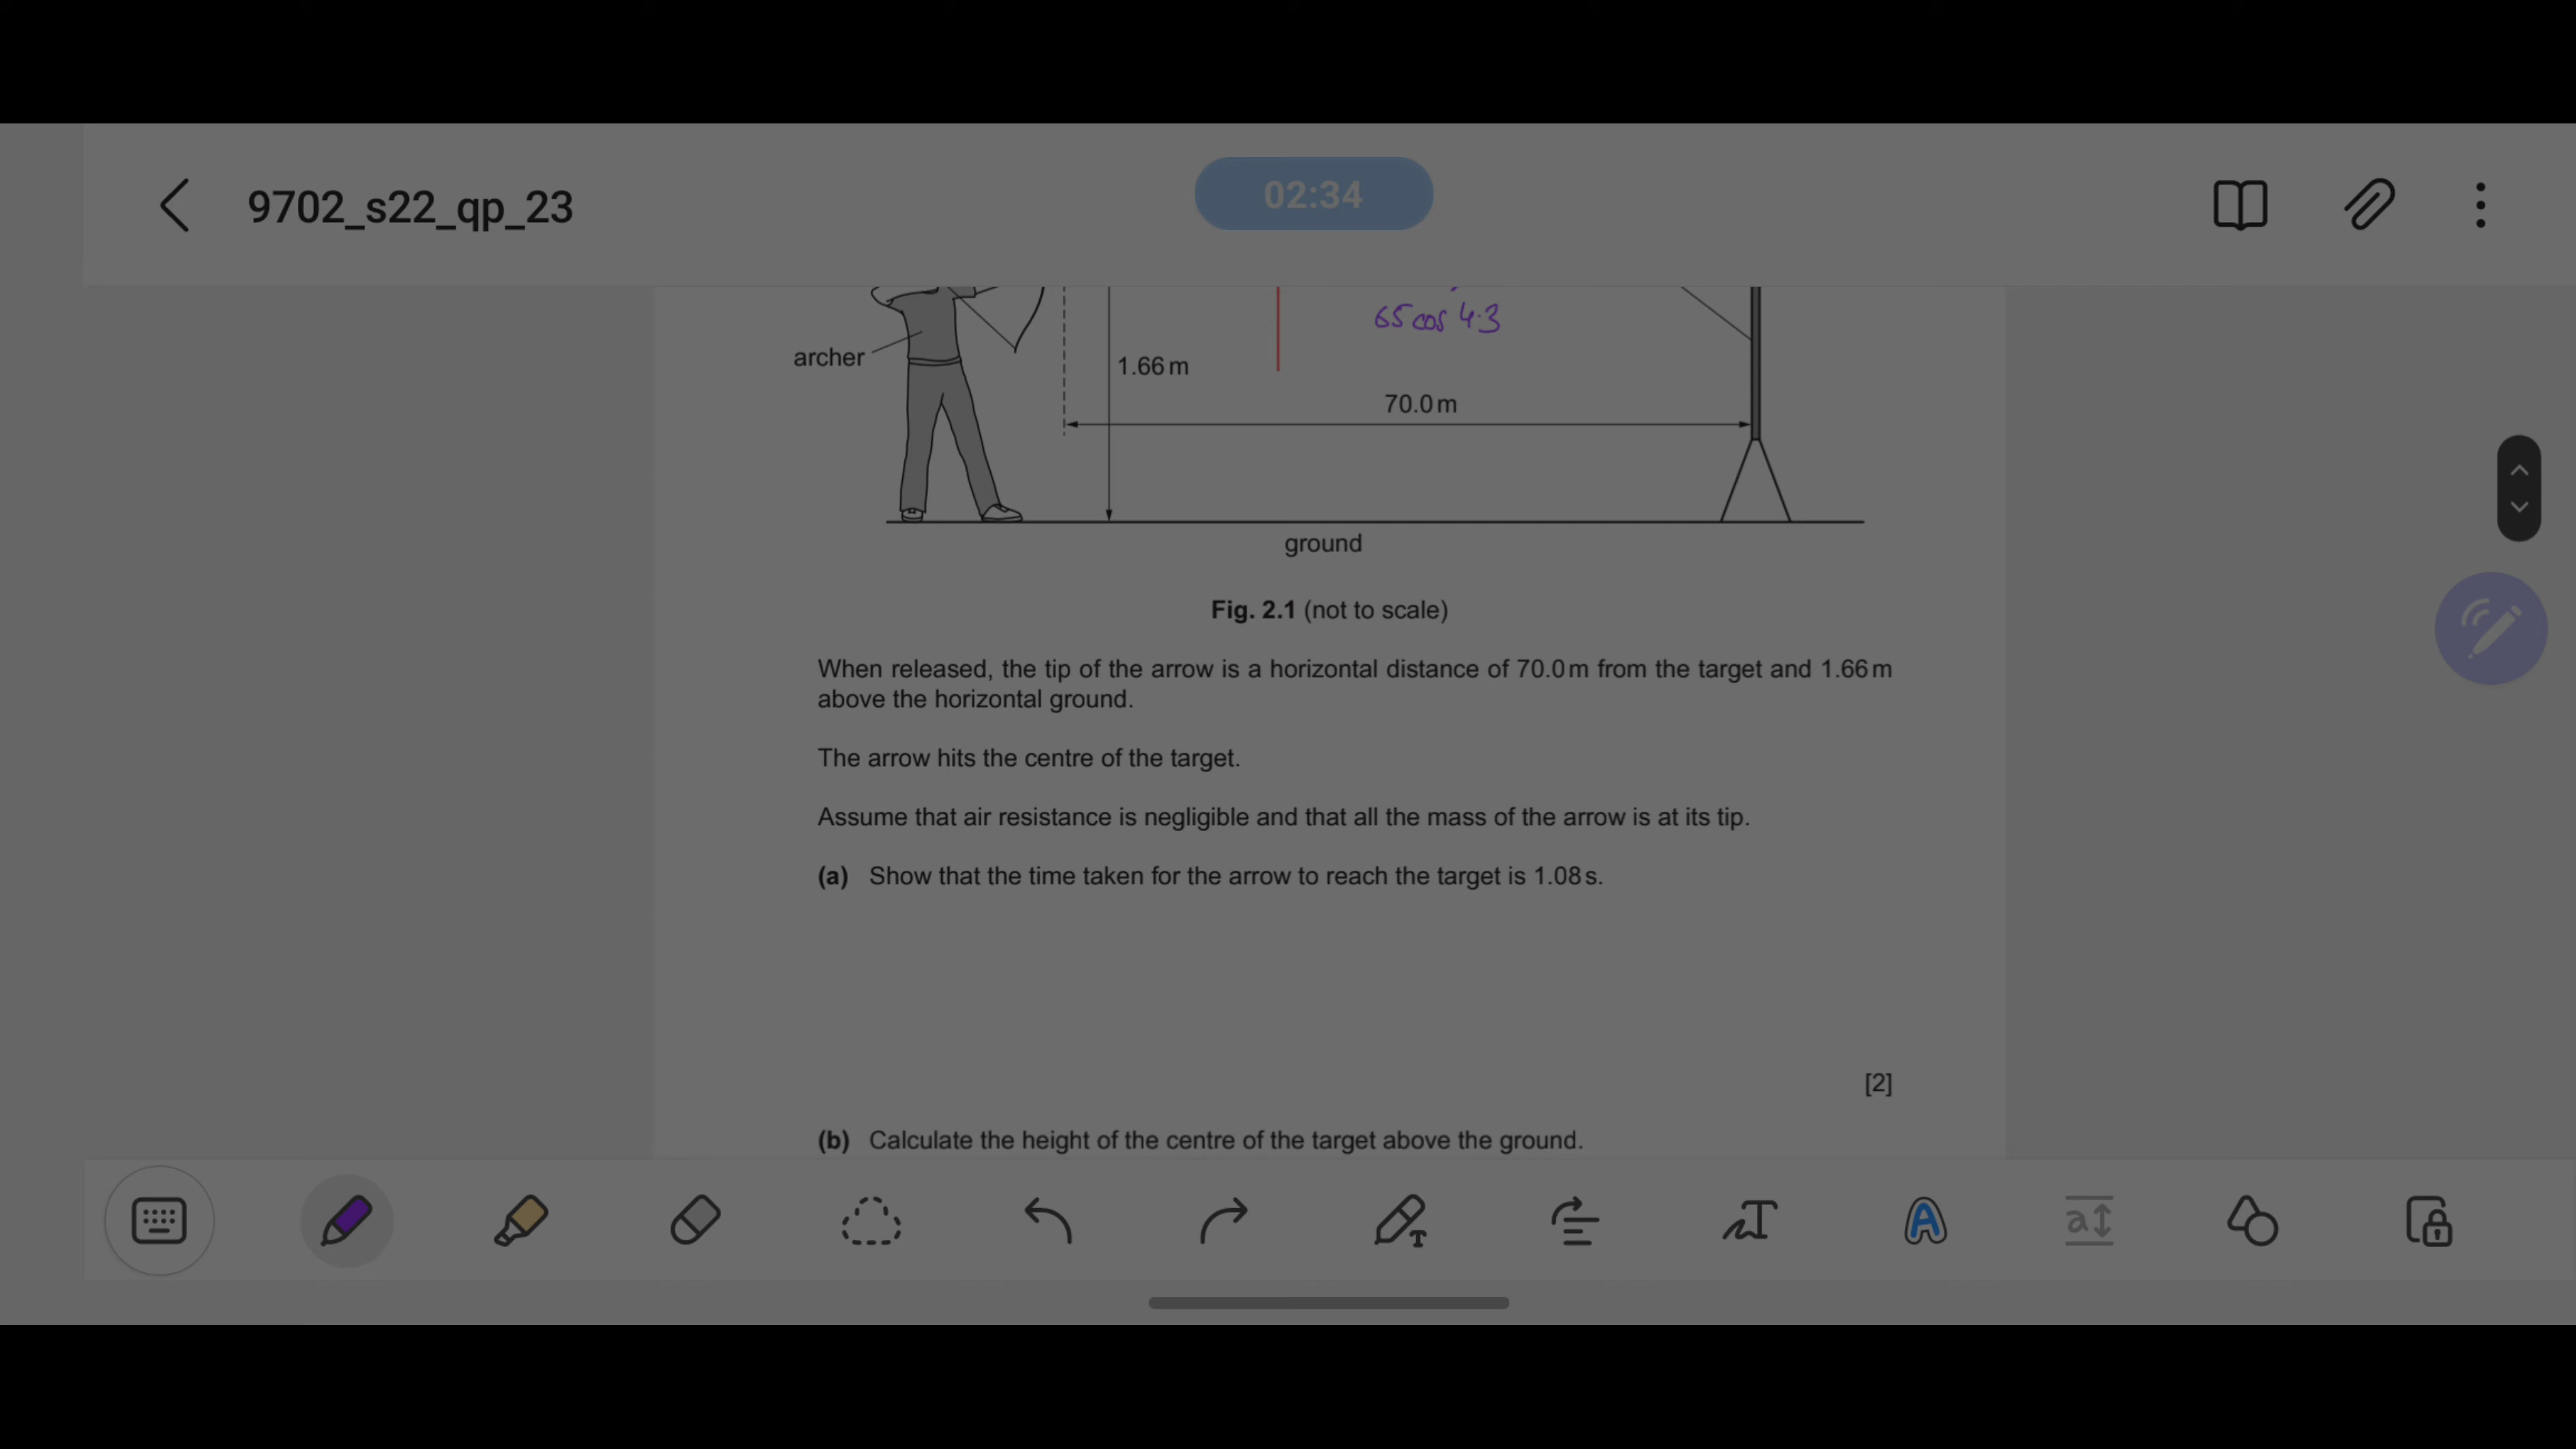 9702_s22_qp_23
02:34
65 cos 4.3
archer
1.66 m
70.0 m
ground
Fig. 2.1 (not to scale)
When released, the tip of the arrow is a horizontal distance of 70.0 m from the target and 1.66 m
above the horizontal ground.
The arrow hits the centre of the target.
Assume that air resistance is negligible and that all the mass of the arrow is at its tip.
(a) Show that the time taken for the arrow to reach the target is 1.08 s.
[2]
(b) Calculate the height of the centre of the target above the ground.
T
T
A
a